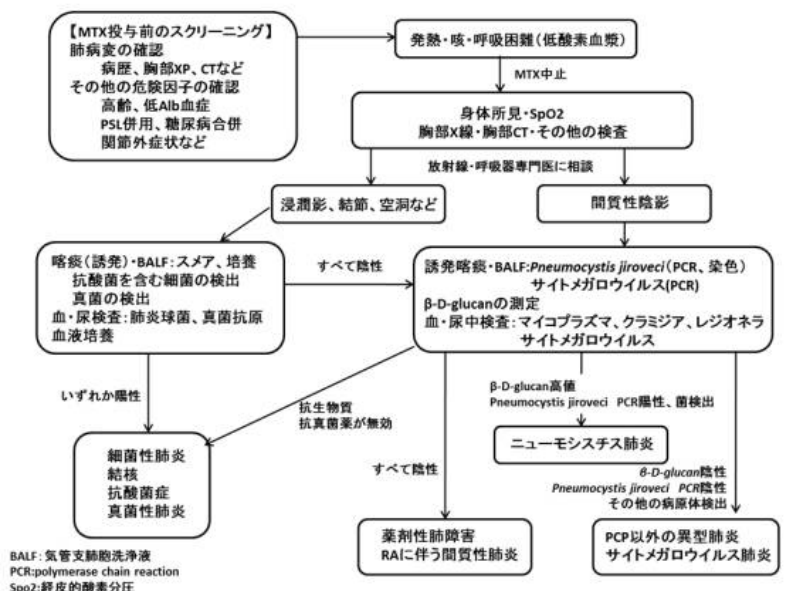 【MTX投与前のスクリーニング】
肺病変の確認
病歴、胸部XP、CTなど
その他の危険因子の確認
高齢、低Alb血症
PSL併用、糖尿病合併
関節外症状など
発熱・咳・呼吸困難(低酸素血漿)
MTX中止
身体所見・SpO2
胸部X線・胸部CT・その他の検査
放射線・呼吸器専門医に相談
浸潤影、結節、空洞など
間質性陰影
喀痰(誘発)・BALF:スメア、培養
抗酸菌を含む細菌の検出
真菌の検出
血・尿検査:肺炎球菌、真菌抗原
血液培養
すべて陰性
誘発喀痰・BALF:Pneumocystis jiroveci(PCR、染色)
サイトメガロウイルス(PCR)
β-D-glucanの測定
血・尿中検査:マイコプラズマ、クラミジア、レジオネラ
サイトメガロウイルス
いずれか陽性
抗生物質
抗真菌薬が無効
β-D-glucan高値
Pneumocystis jiroveci PCR陽性、菌検出
ニューモシスチス肺炎
細菌性肺炎
結核
抗酸菌症
真菌性肺炎
すべて陰性
β-D-glucan陰性
Pneumocystis jiroveci PCR陰性
その他の病原体検出
薬剤性肺障害
RAに伴う間質性肺炎
PCP以外の異型肺炎
サイトメガロウイルス肺炎
BALF:気管支肺胞洗浄液
PCR:polymerase chain reaction
Spo2:経皮的酸素分圧